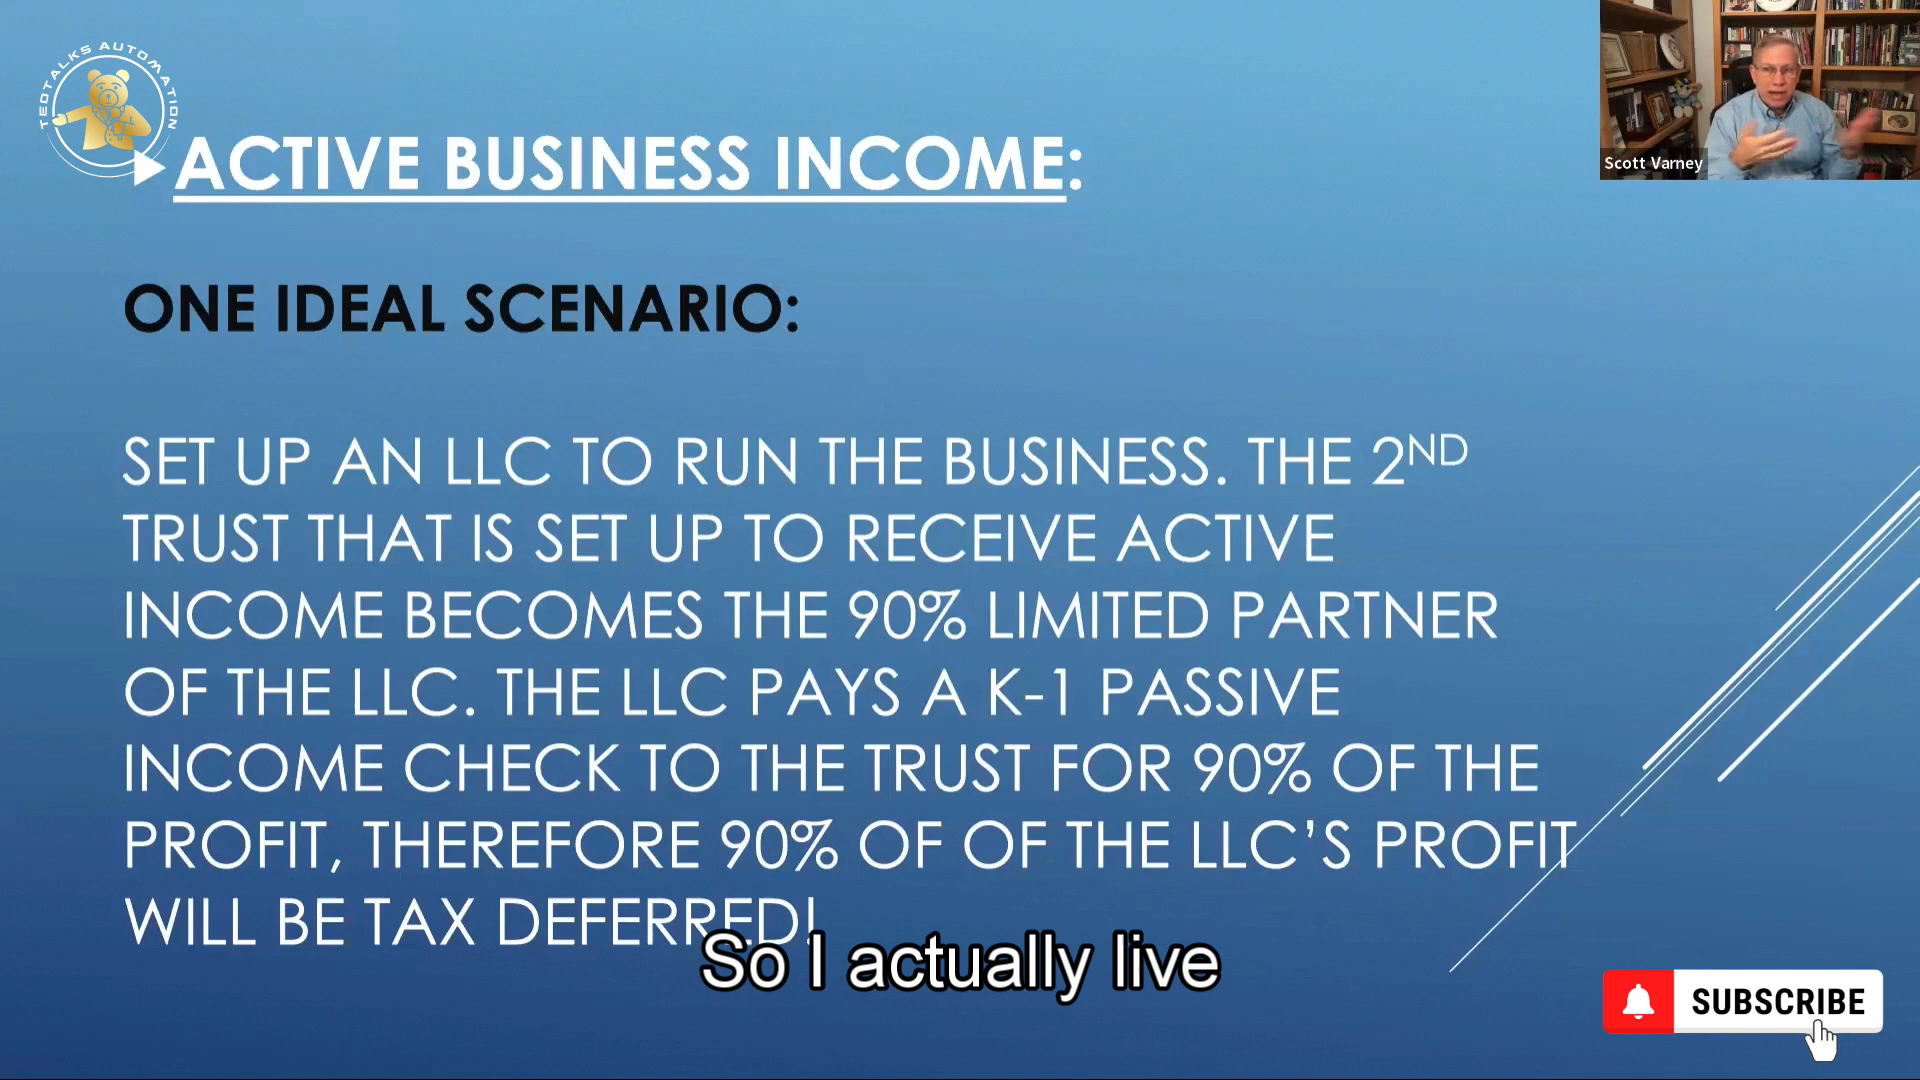 TEDTALKS AUTOMATION
ACTIVE BUSINESS INCOME:
Scott Varney
ONE IDEAL SCENARIO:
SET UP AN LLC TO RUN THE BUSINESS. THE 2ND
TRUST THAT IS SET UP TO RECEIVE ACTIVE
INCOME BECOMES THE 90% LIMITED PARTNER
OF THE LLC. THE LLC PAYS A K-1 PASSIVE
INCOME CHECK TO THE TRUST FOR 90% OF THE
PROFIT, THEREFORE 90% OF OF THE LLC’S PROFIT
WILL BE TAX DEFERRED!
So I actually live
SUBSCRIBE